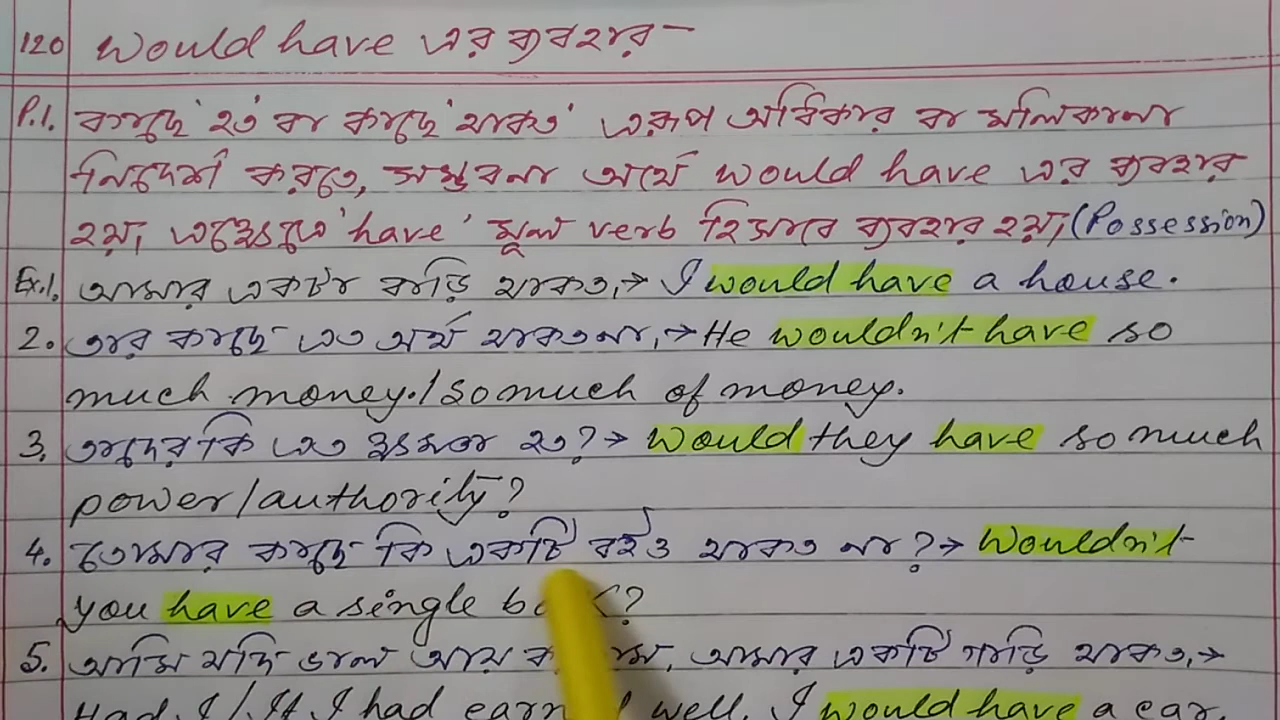 120 Would have এর ব্যবহার—
P.1. 'কাছে' 'হত' বা 'কাছে' 'থাকত' এরূপ অধিকার বা মালিকানা
নির্দেশ করতে, সম্ভাবনা অর্থে would have এর ব্যবহার
হয়, এক্ষেত্রে 'have' মূল verb হিসাবে ব্যবহার হয়, (Possession)
Ex.1. আমার একটা বাড়ি থাকত,→ I would have a house.
2. তার কাছে এত অর্থ থাকত না,→ He wouldn't have so
much money./so much of money.
3. তাদের কি এত ক্ষমতা হত?→ Would they have so much
power/authority?
4. তোমার কাছে কি একটি বইও থাকত না?→ Wouldn't
you have a single
5. আমি যদি ভাল আয় আমার একটি গাড়ি থাকত,→
Had I/If I had well, I would have a car.